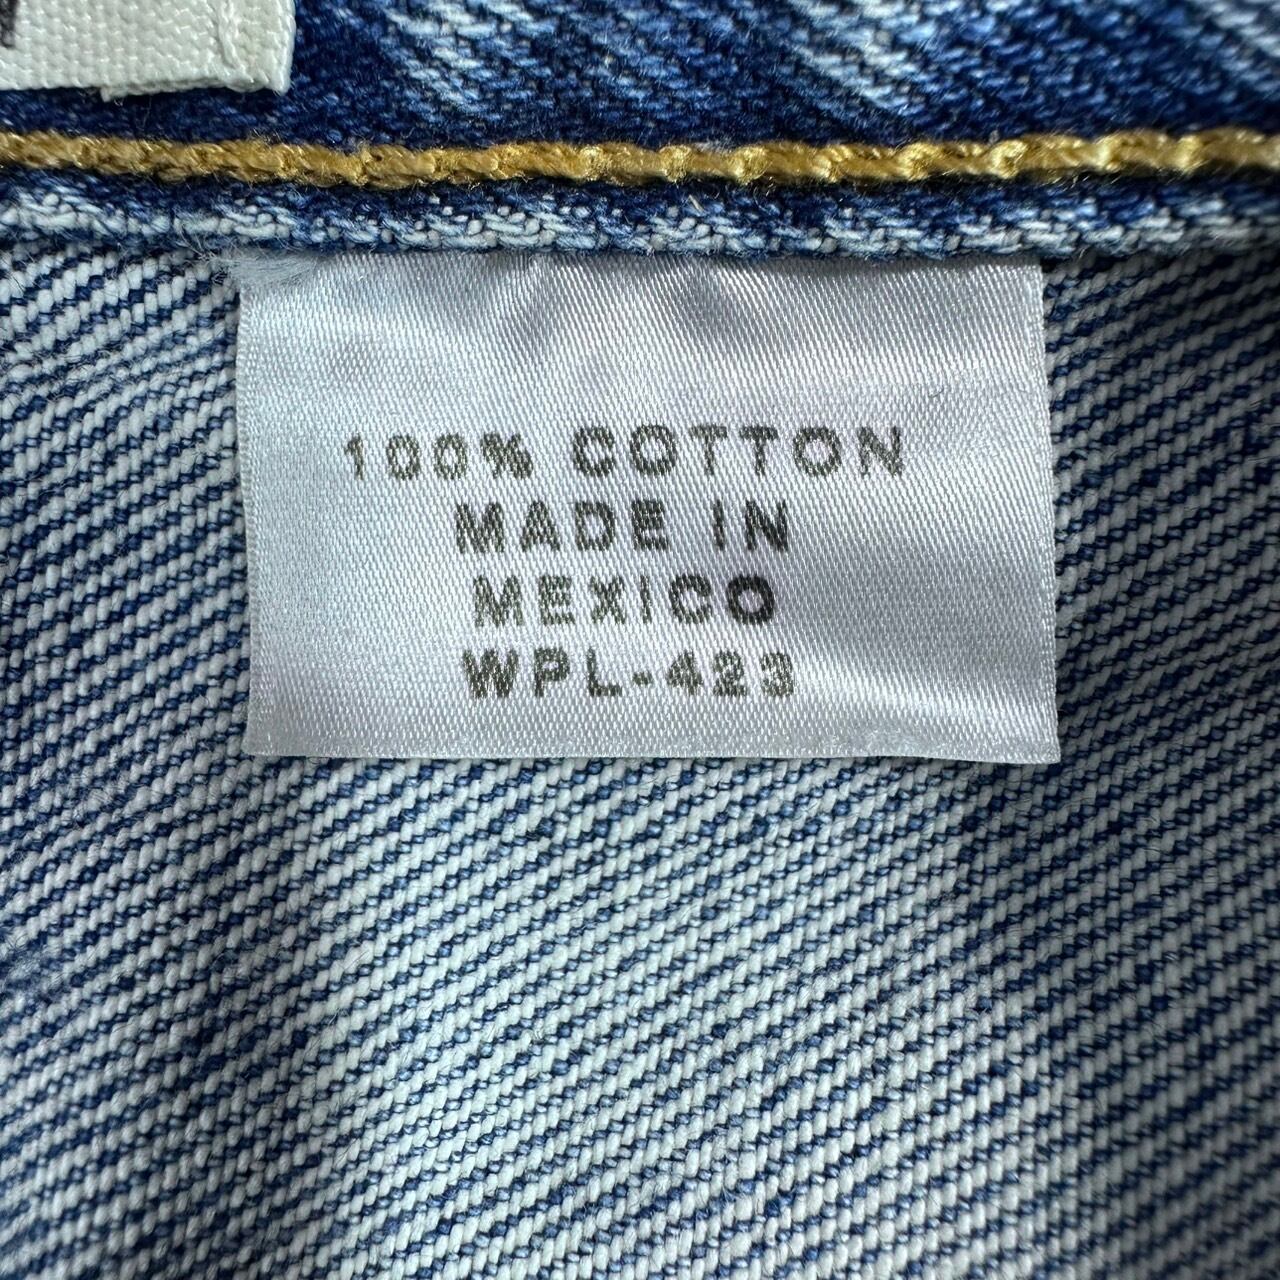 100% COTTON
MADE IN
MEXICO
WPL-423